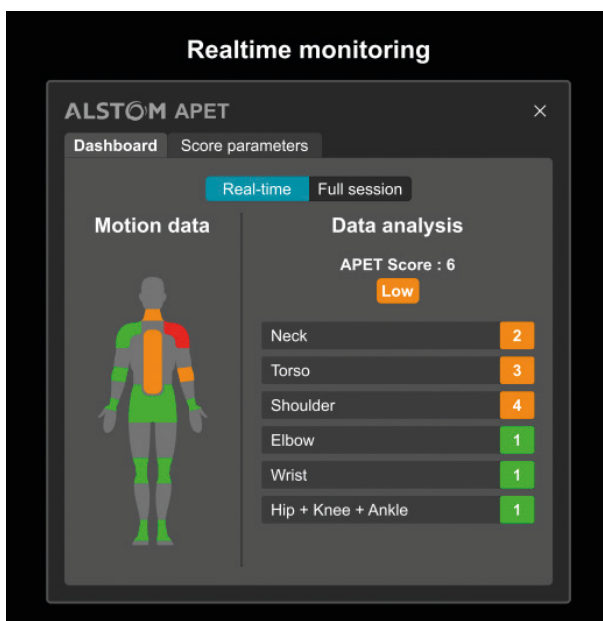 Realtime monitoring
ALSTOM APET
Dashboard Score parameters
Real-time Full session
Motion data
Data analysis
APET Score : 6
Low
Neck 2
Torso 3
Shoulder 4
Elbow 1
Wrist 1
Hip + Knee + Ankle 1